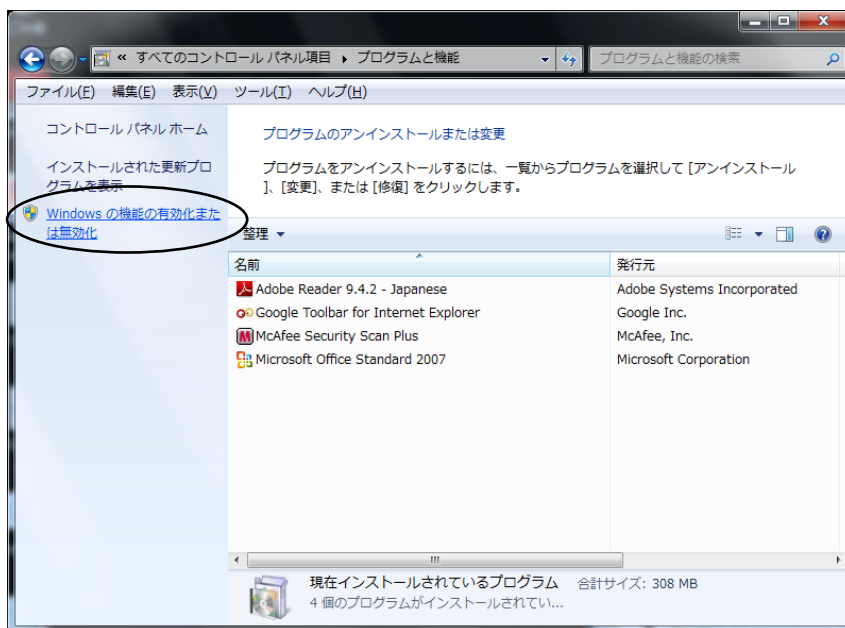 « すべてのコントロール パネル項目 ▸ プログラムと機能
プログラムと機能の検索
ファイル(F) 編集(E) 表示(V) ツール(T) ヘルプ(H)
コントロール パネル ホーム
インストールされた更新プロ
グラムを表示
Windows の機能の有効化また
は無効化
プログラムのアンインストールまたは変更
プログラムをアンインストールするには、一覧からプログラムを選択して [アンインストール
]、[変更]、または [修復] をクリックします。
整理
名前 発行元
Adobe Reader 9.4.2 - Japanese Adobe Systems Incorporated
Google Toolbar for Internet Explorer Google Inc.
McAfee Security Scan Plus McAfee, Inc.
Microsoft Office Standard 2007 Microsoft Corporation
現在インストールされているプログラム 合計サイズ: 308 MB
4 個のプログラムがインストールされてい...